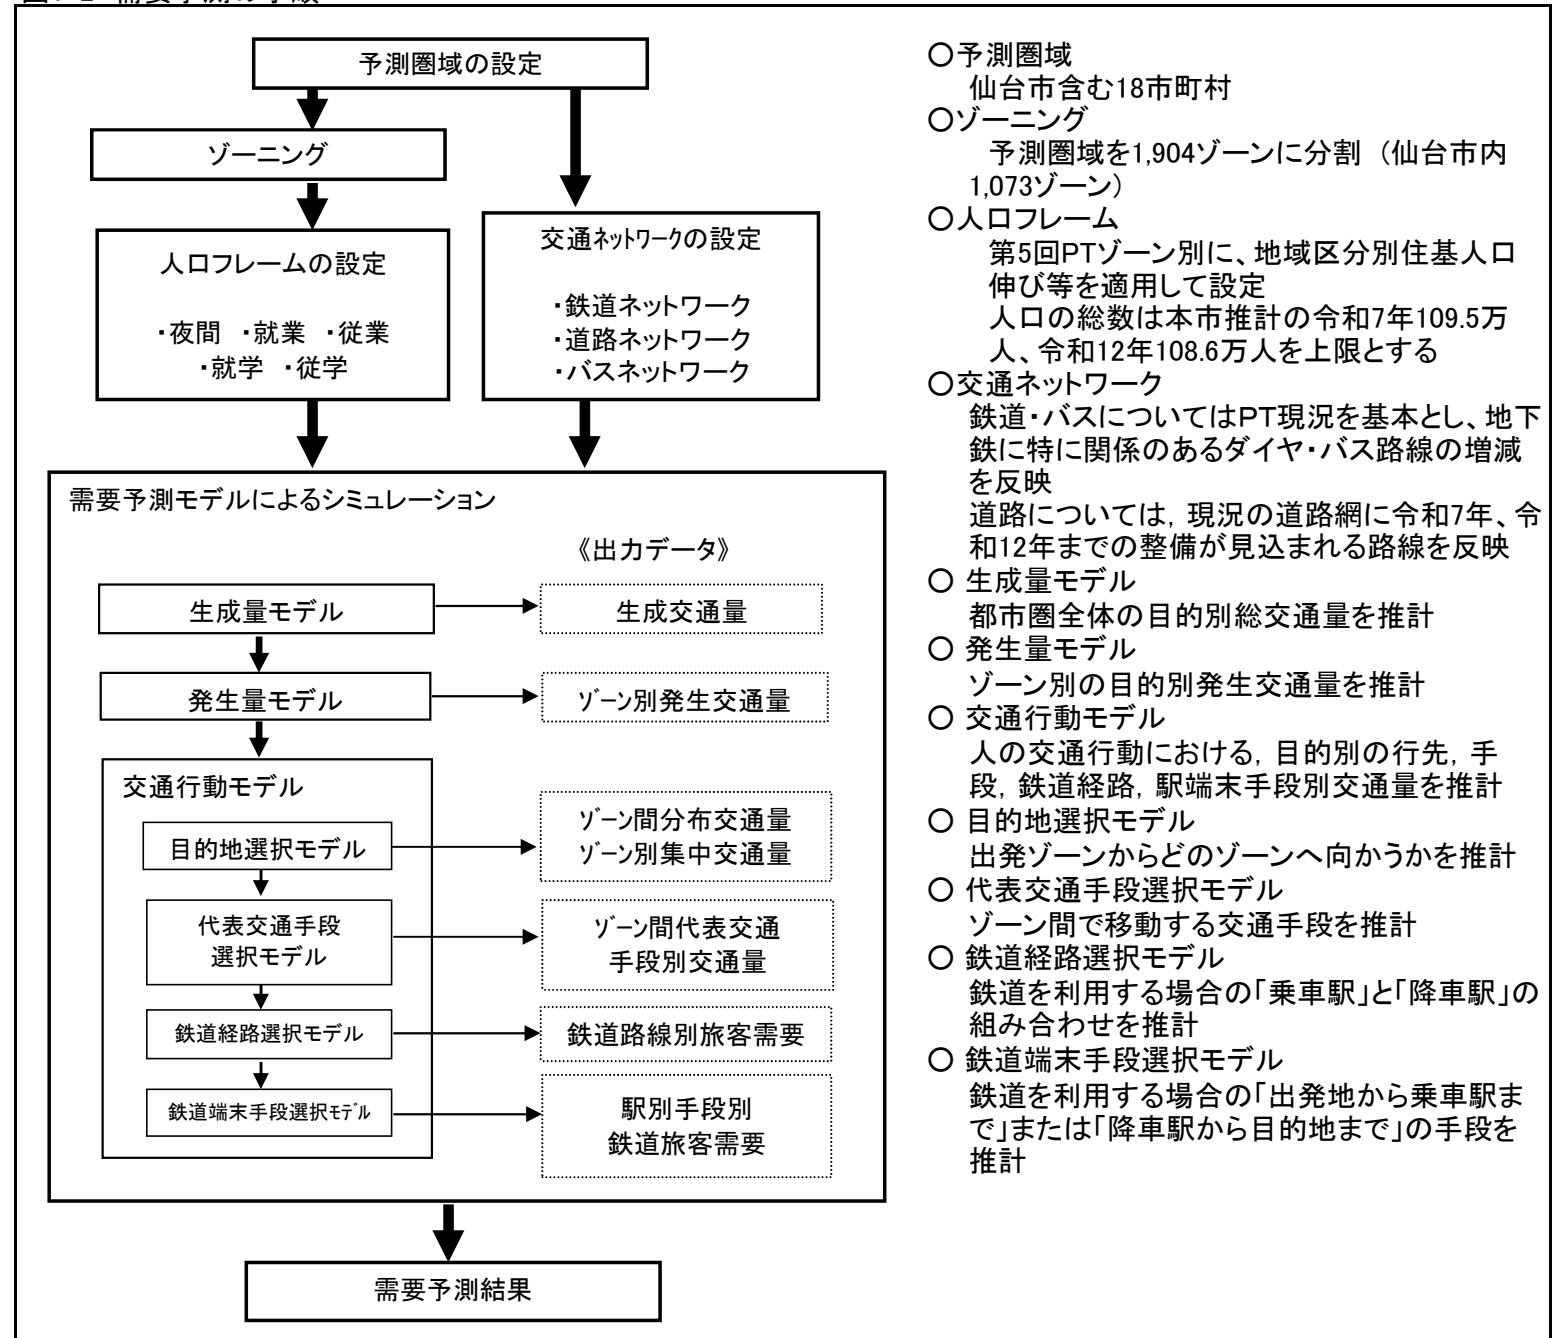 予測圏域の設定
ゾーニング
人口フレームの設定
・夜間 ・就業 ・従業
・就学 ・従学
交通ネットワークの設定
・鉄道ネットワーク
・道路ネットワーク
・バスネットワーク
需要予測モデルによるシミュレーション
《出力データ》
生成量モデル
生成交通量
発生量モデル
ゾーン別発生交通量
交通行動モデル
目的地選択モデル
ゾーン間分布交通量
ゾーン別集中交通量
代表交通手段
選択モデル
ゾーン間代表交通
手段別交通量
鉄道経路選択モデル
鉄道路線別旅客需要
鉄道端末手段選択モデル
駅別手段別
鉄道旅客需要
需要予測結果
○予測圏域
仙台市含む18市町村
○ゾーニング
予測圏域を1,904ゾーンに分割 (仙台市内
1,073ゾーン)
○人口フレーム
第5回PTゾーン別に、地域区分別住基人口
伸び等を適用して設定
人口の総数は本市推計の令和7年109.5万
人、令和12年108.6万人を上限とする
○交通ネットワーク
鉄道・バスについてはPT現況を基本とし、地下
鉄に特に関係のあるダイヤ・バス路線の増減
を反映
道路については, 現況の道路網に令和7年、令
和12年までの整備が見込まれる路線を反映
○ 生成量モデル
都市圏全体の目的別総交通量を推計
○ 発生量モデル
ゾーン別の目的別発生交通量を推計
○ 交通行動モデル
人の交通行動における, 目的別の行先, 手
段, 鉄道経路, 駅端末手段別交通量を推計
○ 目的地選択モデル
出発ゾーンからどのゾーンへ向かうかを推計
○ 代表交通手段選択モデル
ゾーン間で移動する交通手段を推計
○ 鉄道経路選択モデル
鉄道を利用する場合の「乗車駅」と「降車駅」の
組み合わせを推計
○ 鉄道端末手段選択モデル
鉄道を利用する場合の「出発地から乗車駅ま
で」または「降車駅から目的地まで」の手段を
推計